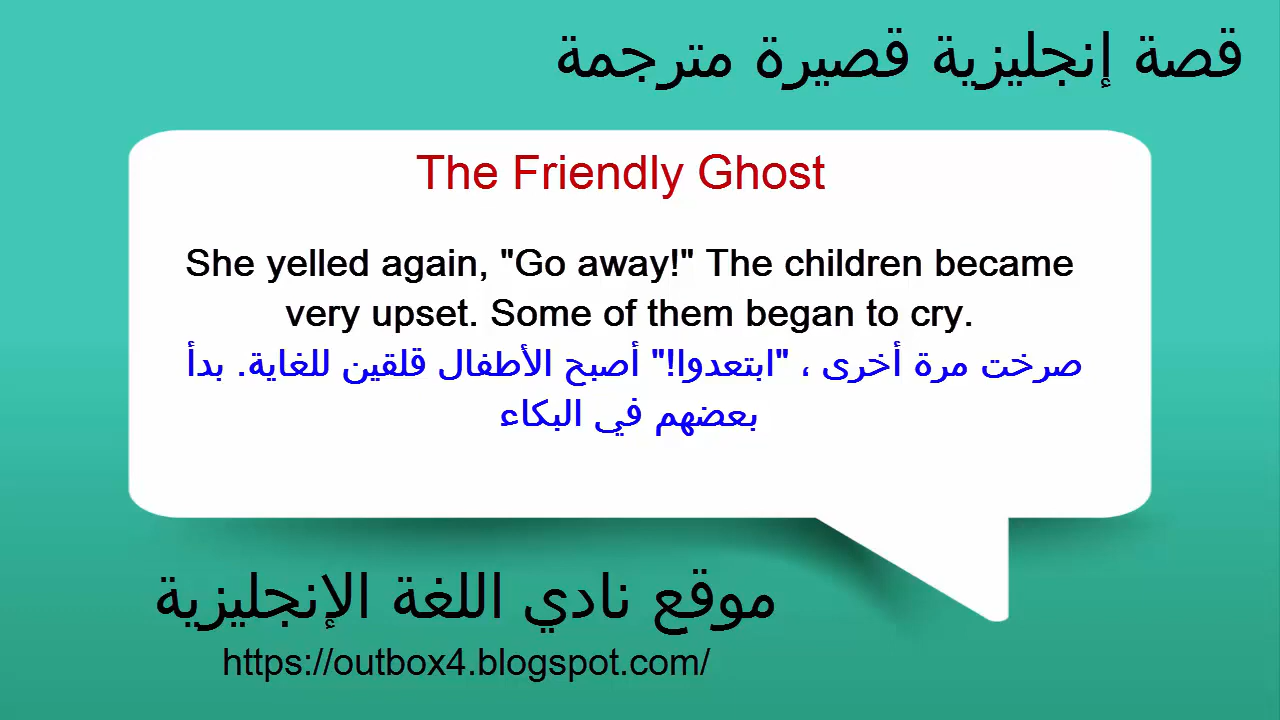 قصة إنجليزية قصيرة مترجمة
The Friendly Ghost
She yelled again, "Go away!" The children became
very upset. Some of them began to cry.
صرخت مرة أخرى ، "ابتعدوا!" أصبح الأطفال قلقين للغاية. بدأ
بعضهم في البكاء
موقع نادي اللغة الإنجليزية
https://outbox4.blogspot.com/